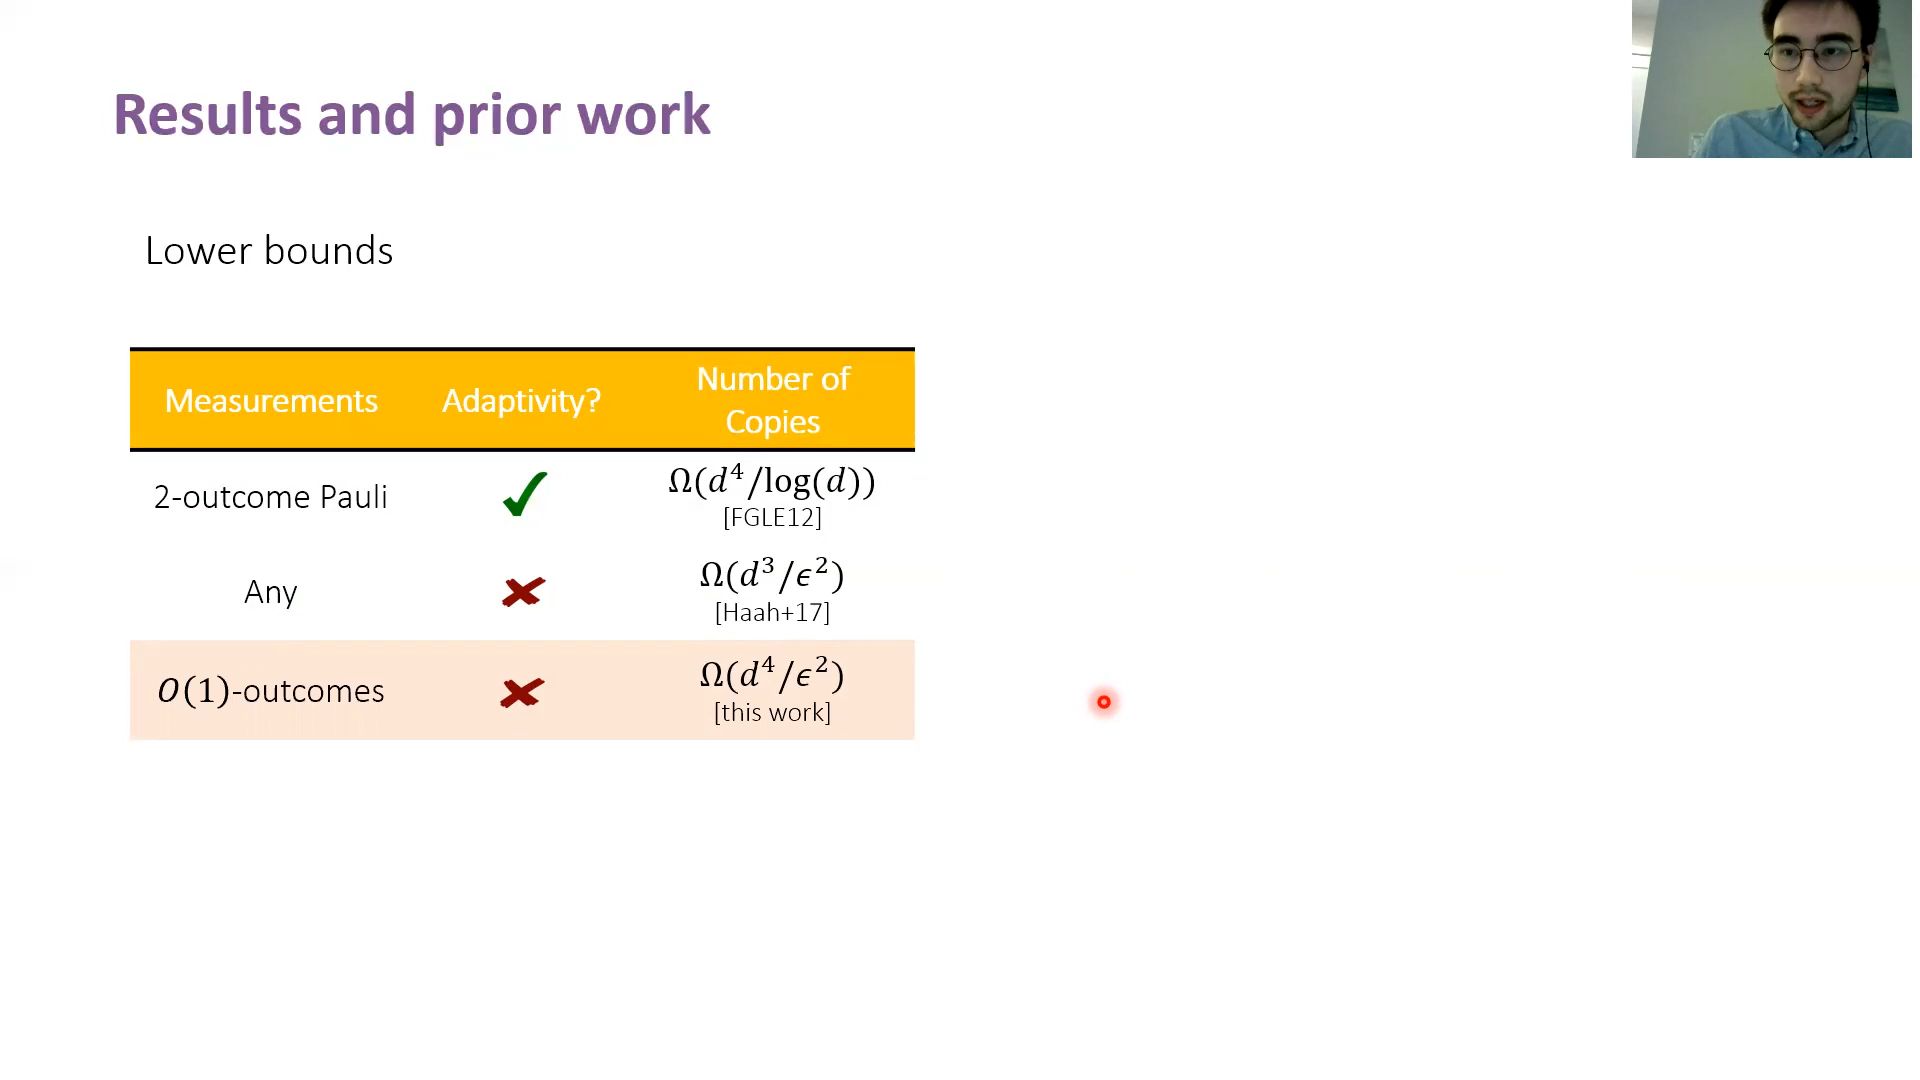 Results and prior work
Lower bounds
Measurements Adaptivity? Number of Copies
2-outcome Pauli ✓ Ω(d⁴/log(d))
[FGLE12]
Any ✗ Ω(d³/ϵ²)
[Haah+17]
O(1)-outcomes ✗ Ω(d⁴/ϵ²)
[this work]